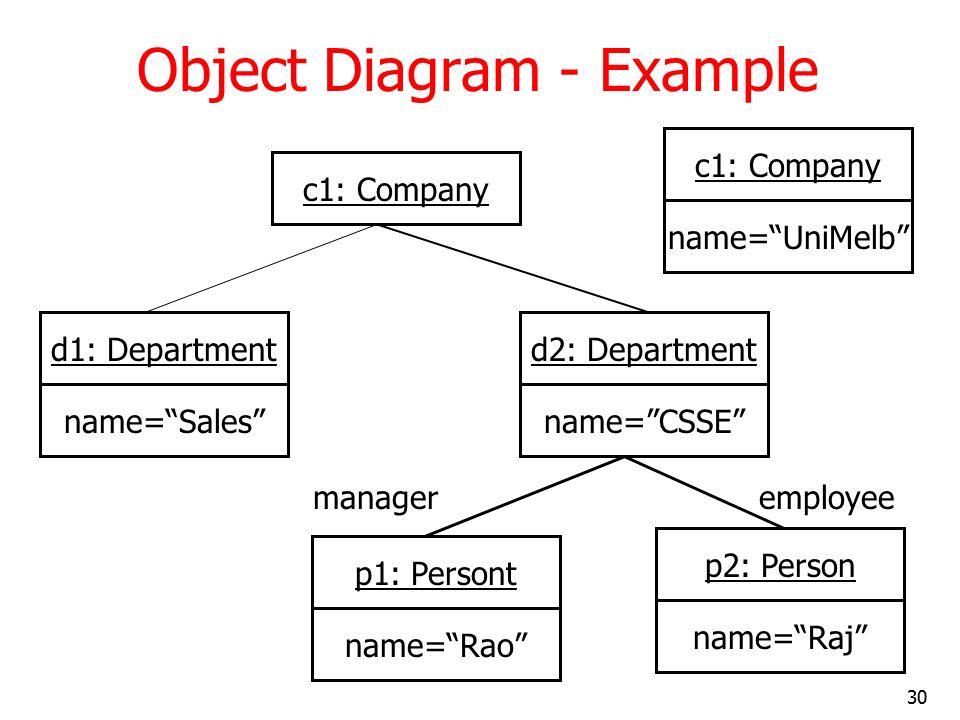 Object Diagram - Example
c1: Company
c1: Company
name=“UniMelb”
d1: Department
name=“Sales”
d2: Department
name=”CSSE”
manager
employee
p1: Persont
name=“Rao”
p2: Person
name=“Raj”
30